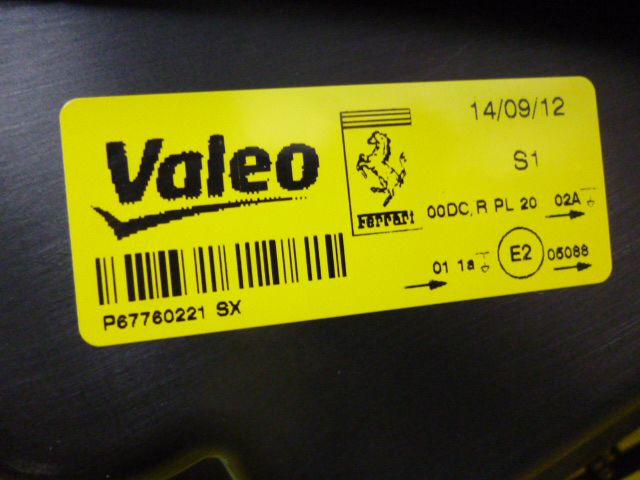 Valeo
P67760221 SX
Ferrari
14/09/12
S1
00DC, R PL 20 02A
01 1a E2 05088